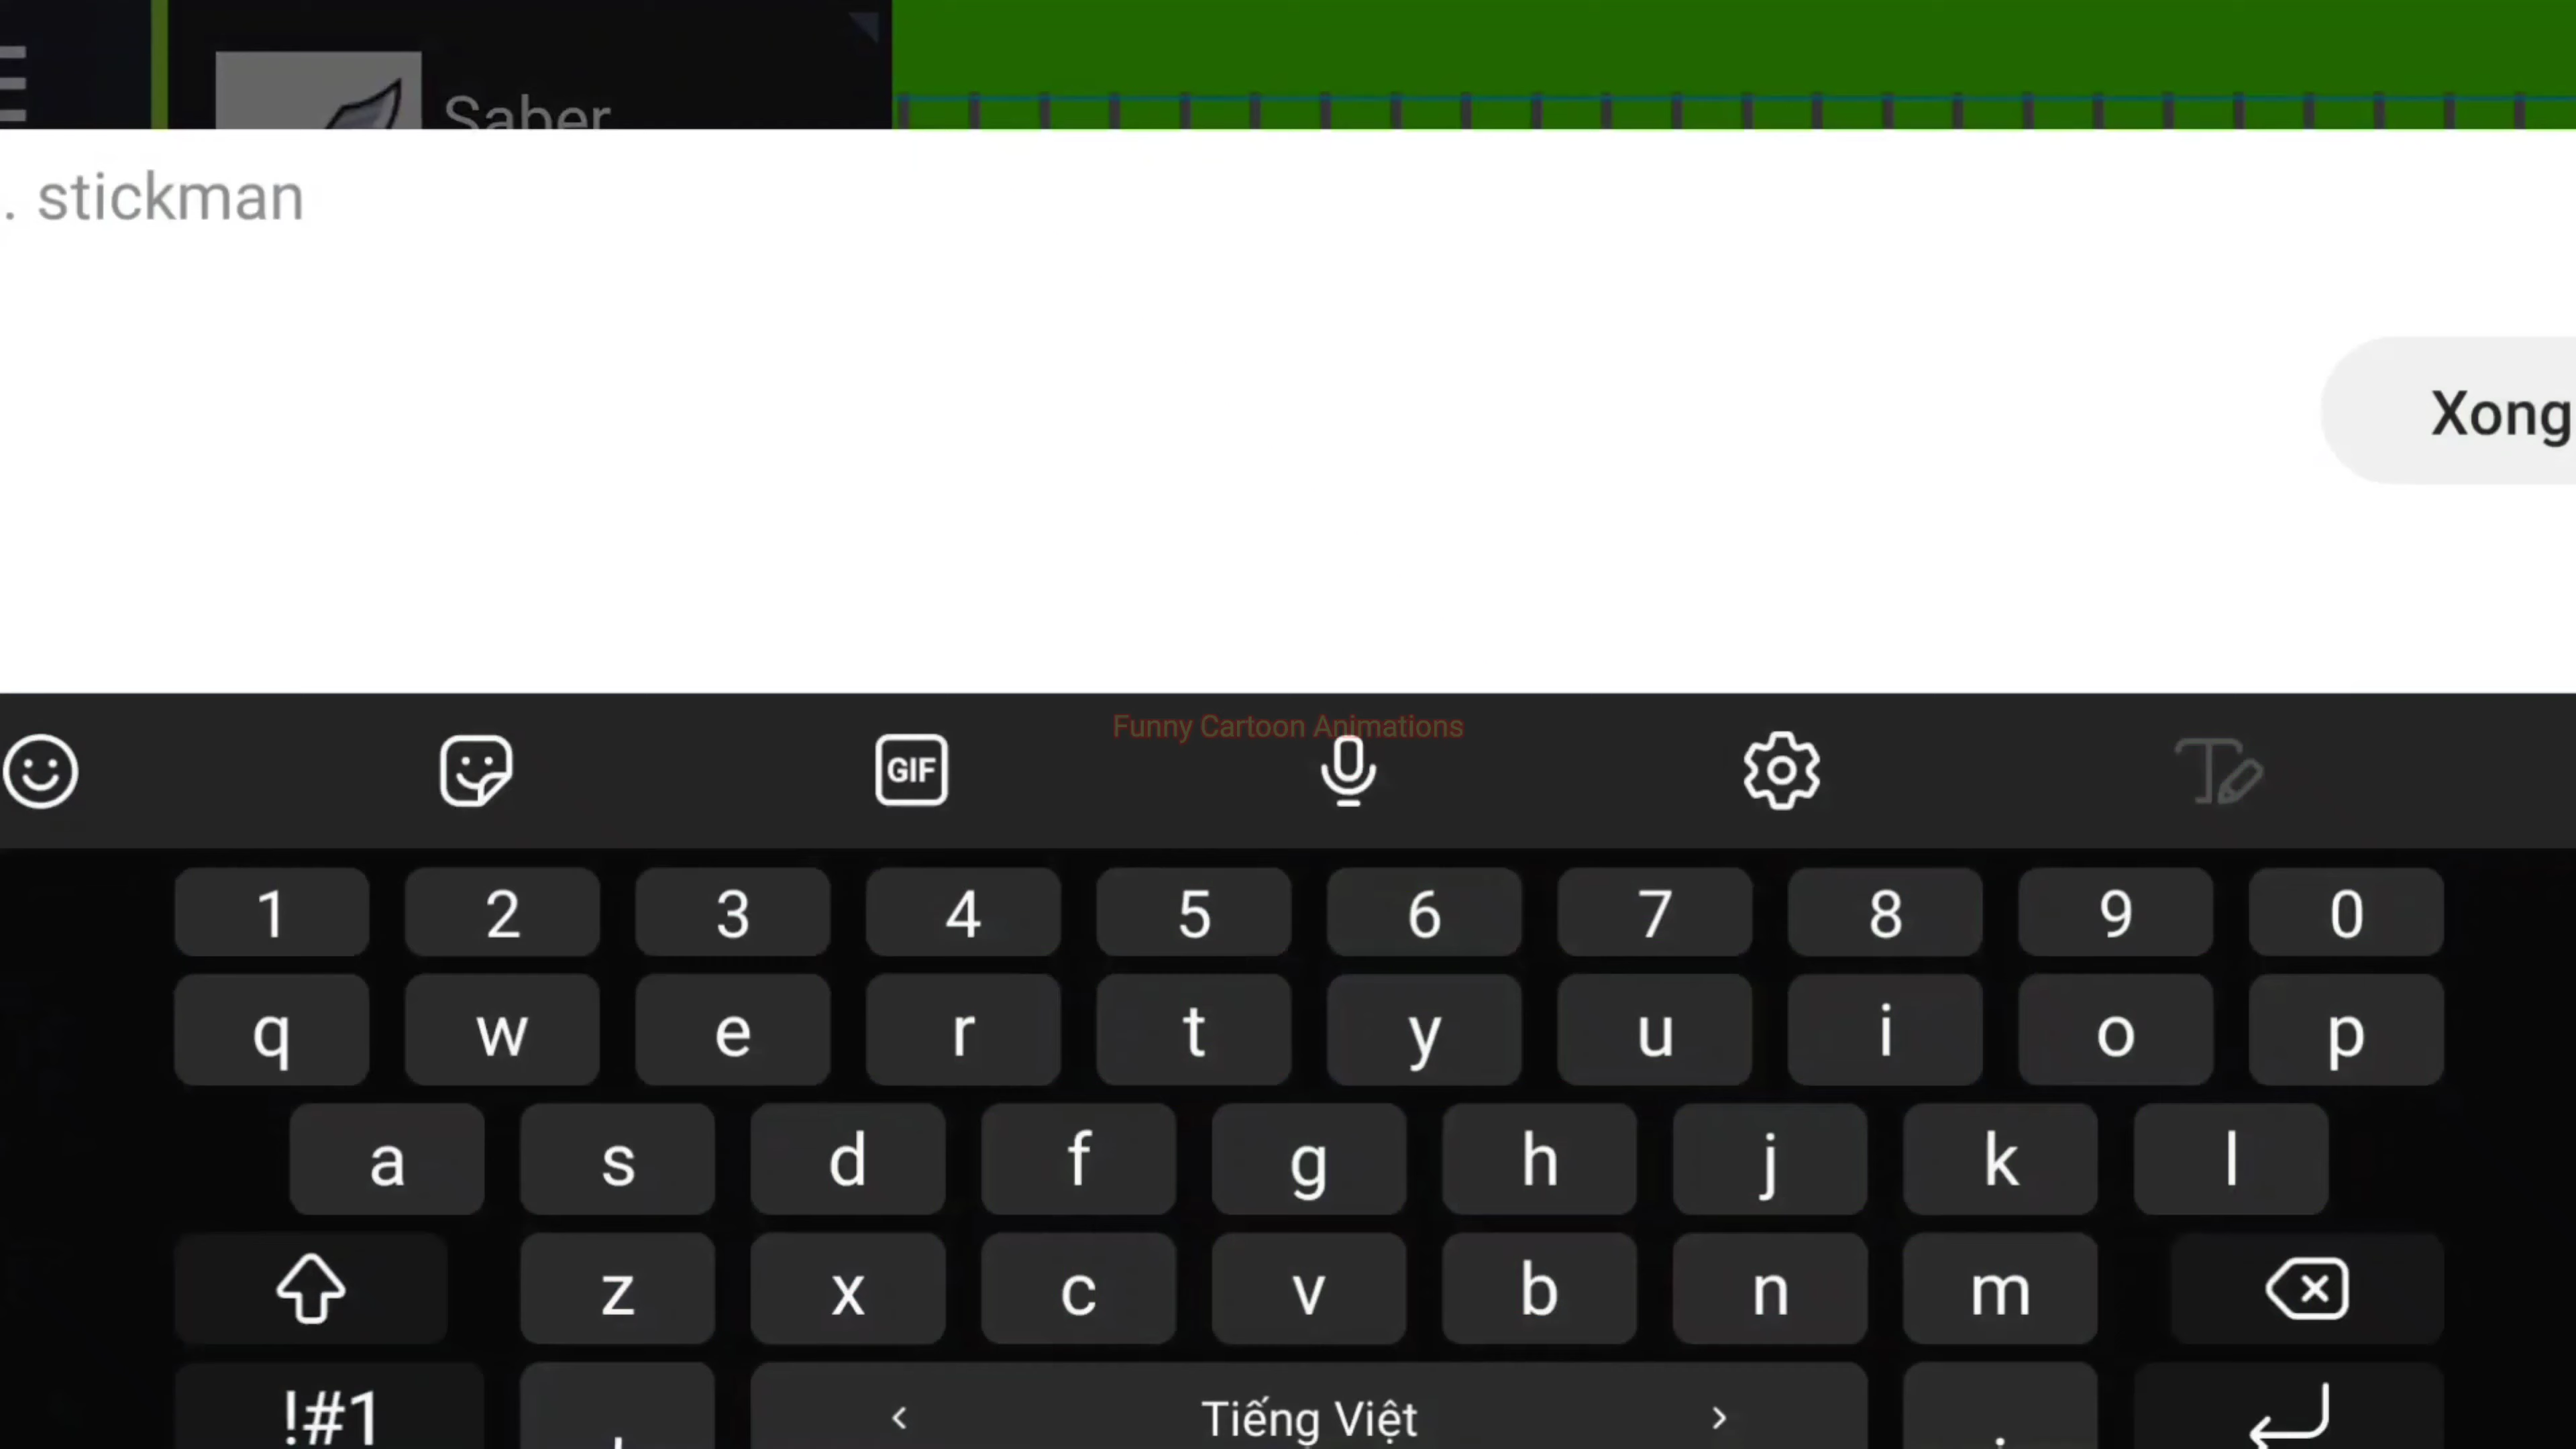 Saber
. stickman
Xong
Funny Cartoon Animations
GIF
1 2 3 4 5 6 7 8 9 0
q w e r t y u i o p
a s d f g h j k l
z x c v b n m
!#1 , < Tiếng Việt > .